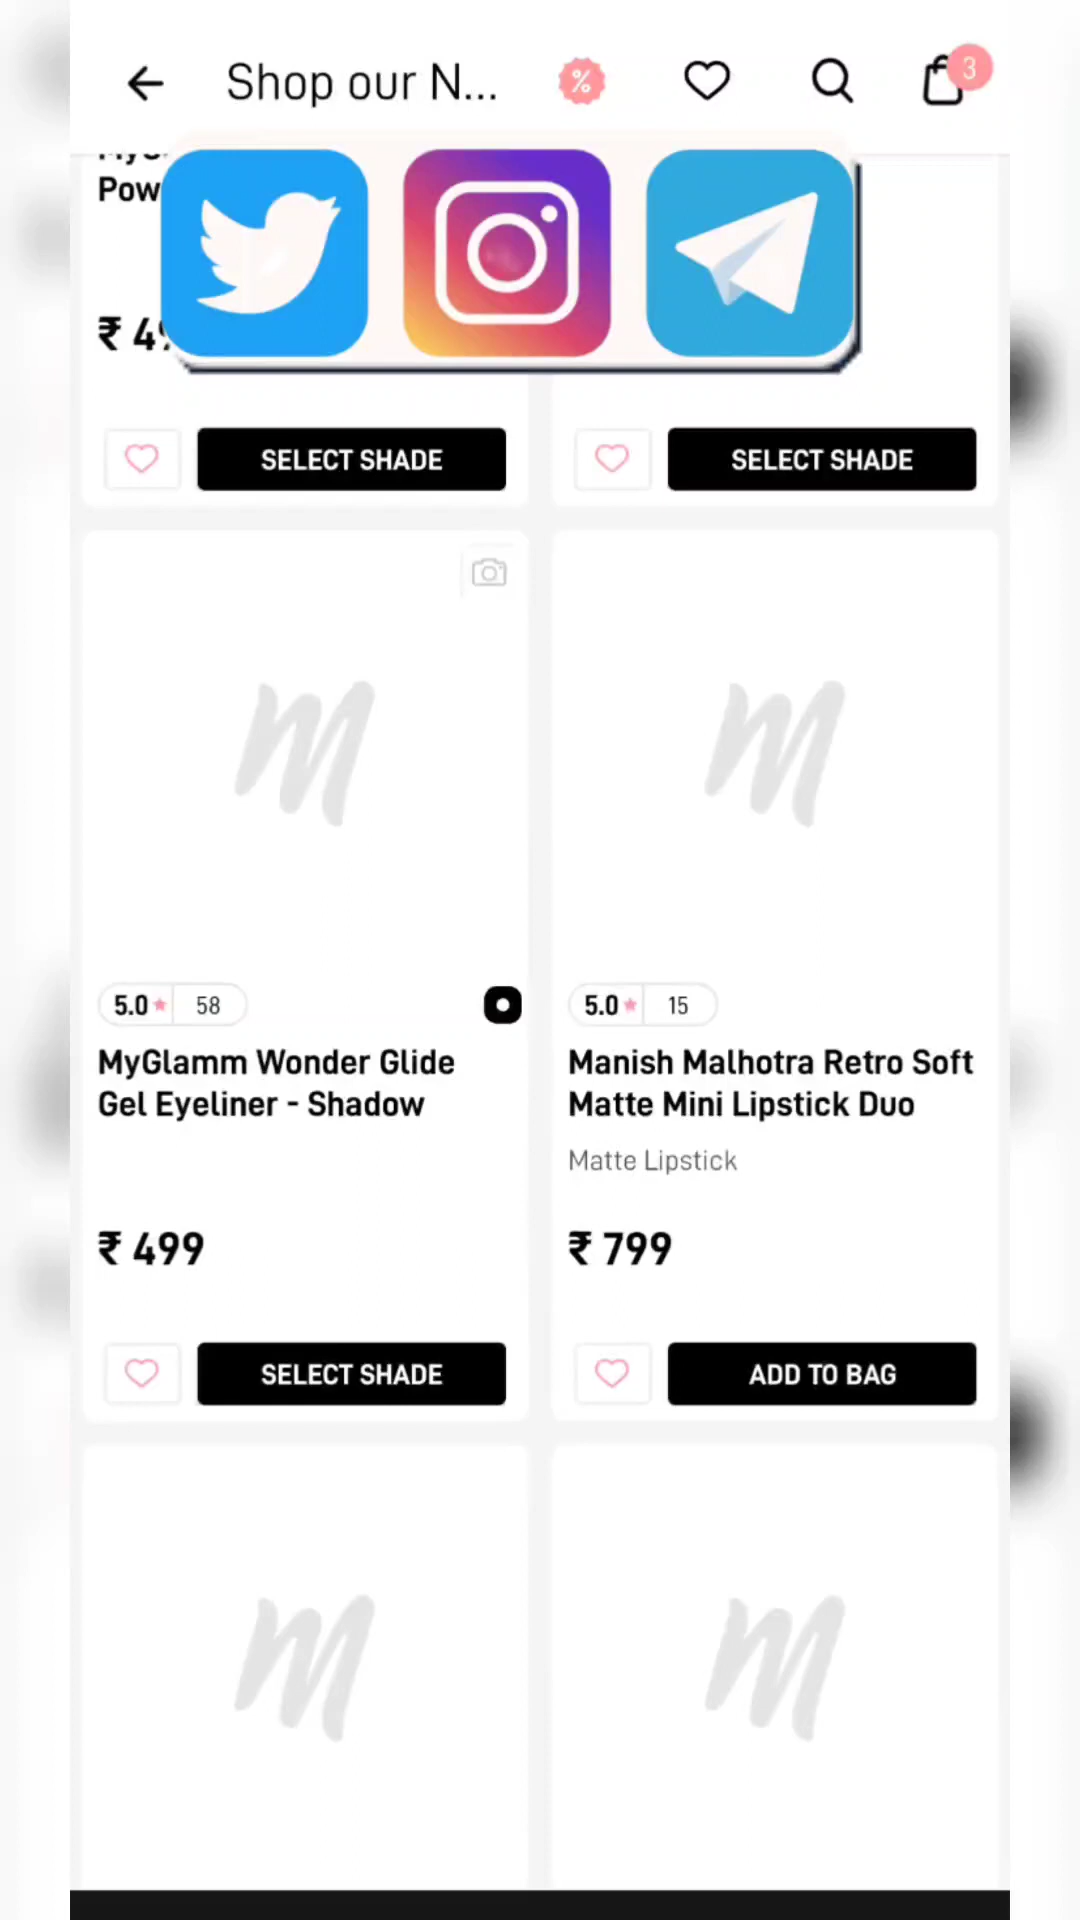 Shop our N...
%
3
Pow
₹ 49
SELECT SHADE
SELECT SHADE
5.0 58
5.0 15
MyGlamm Wonder Glide
Gel Eyeliner - Shadow
Manish Malhotra Retro Soft
Matte Mini Lipstick Duo
Matte Lipstick
₹ 499
₹ 799
SELECT SHADE
ADD TO BAG